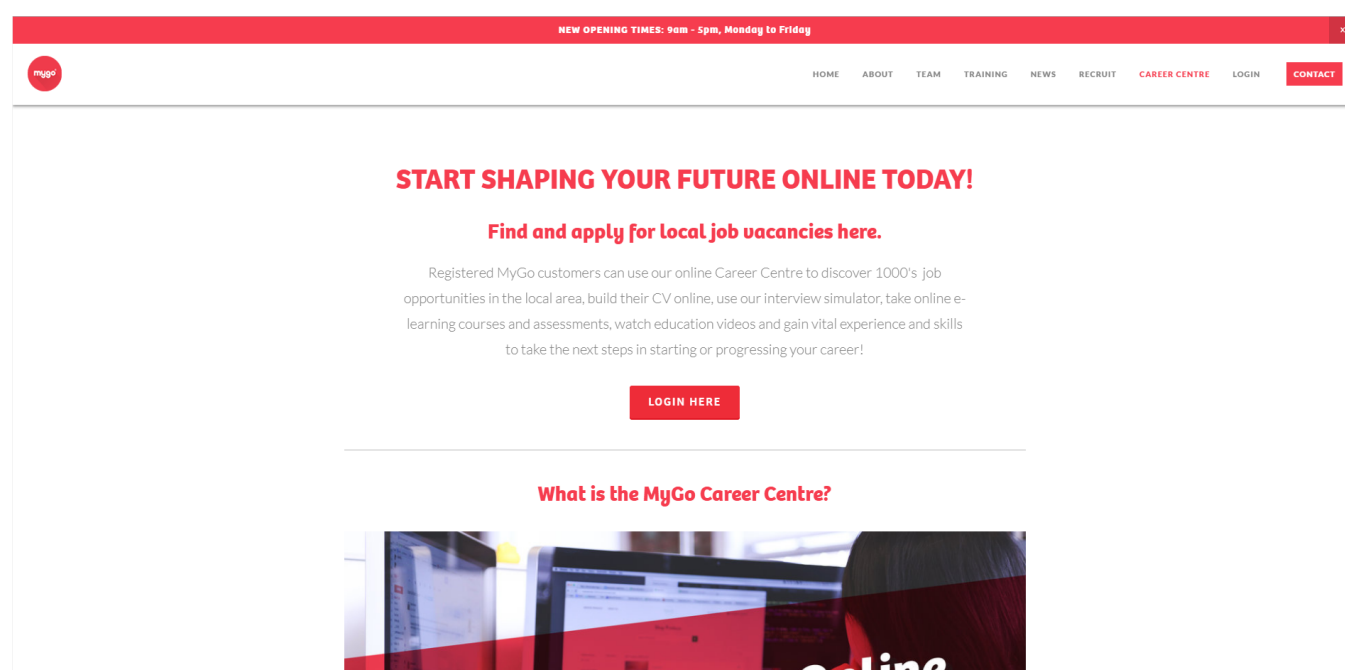 NEW OPENING TIMES: 9am - 5pm, Monday to Friday
x
mygo
HOME ABOUT TEAM TRAINING NEWS RECRUIT CAREER CENTRE LOGIN CONTACT
START SHAPING YOUR FUTURE ONLINE TODAY!
Find and apply for local job vacancies here.
Registered MyGo customers can use our online Career Centre to discover 1000's job
opportunities in the local area, build their CV online, use our interview simulator, take online e-
learning courses and assessments, watch education videos and gain vital experience and skills
to take the next steps in starting or progressing your career!
LOGIN HERE
What is the MyGo Career Centre?
Online